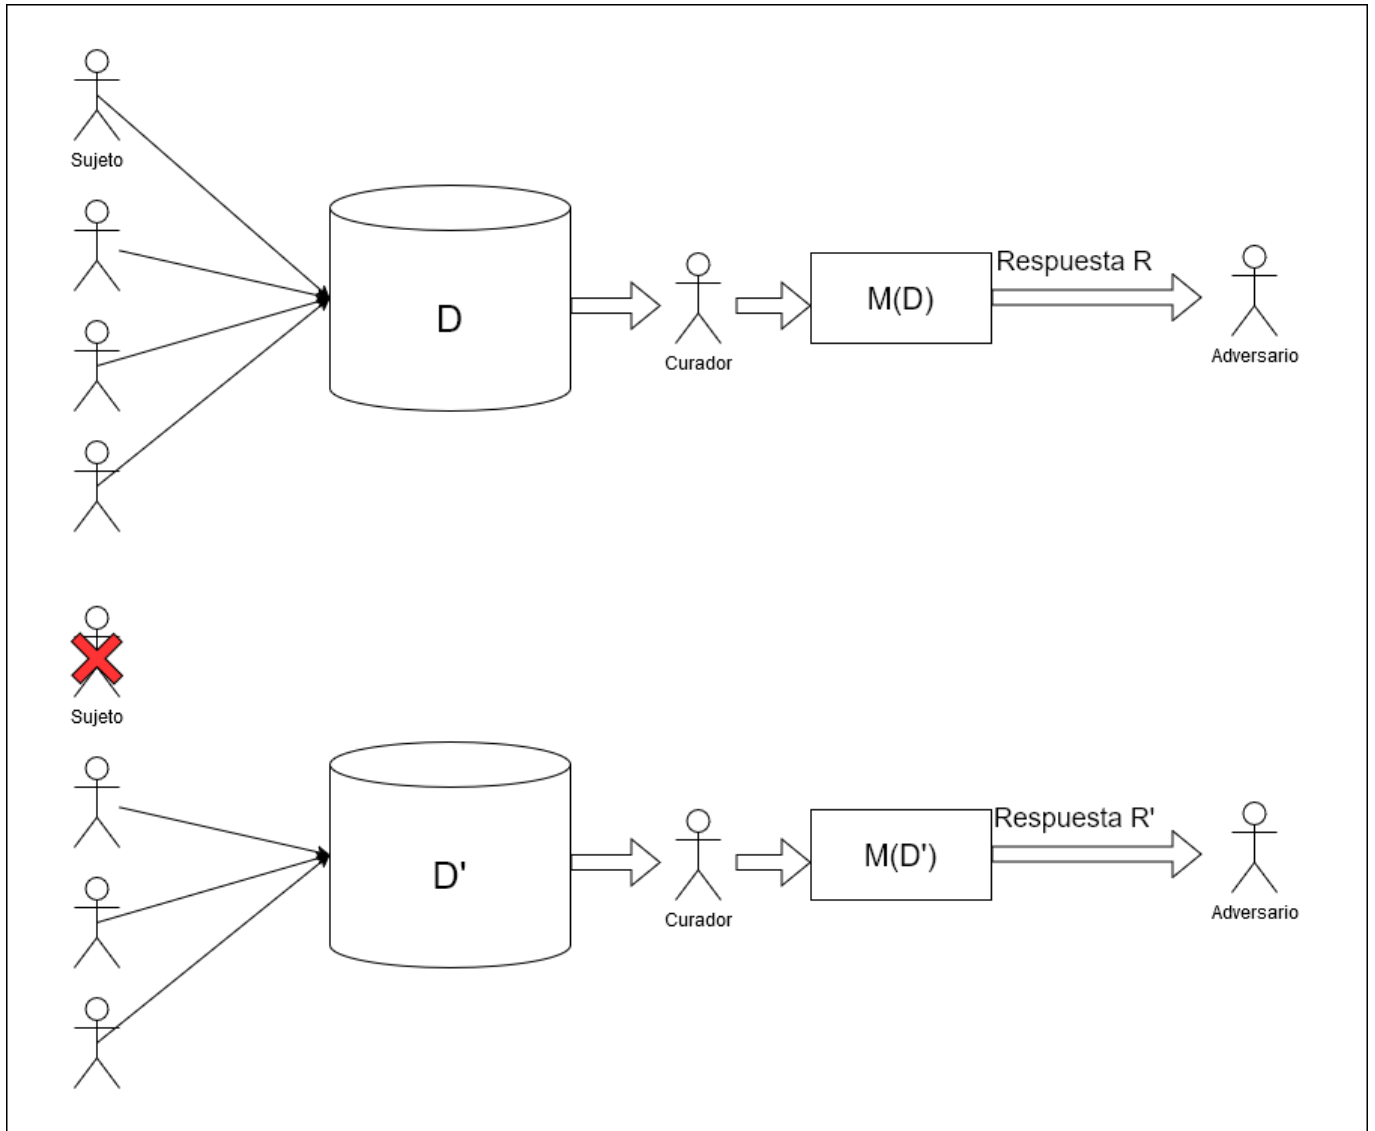 Sujeto
D
Curador
M(D)
Respuesta R
Adversario
Sujeto
D'
Curador
M(D')
Respuesta R'
Adversario